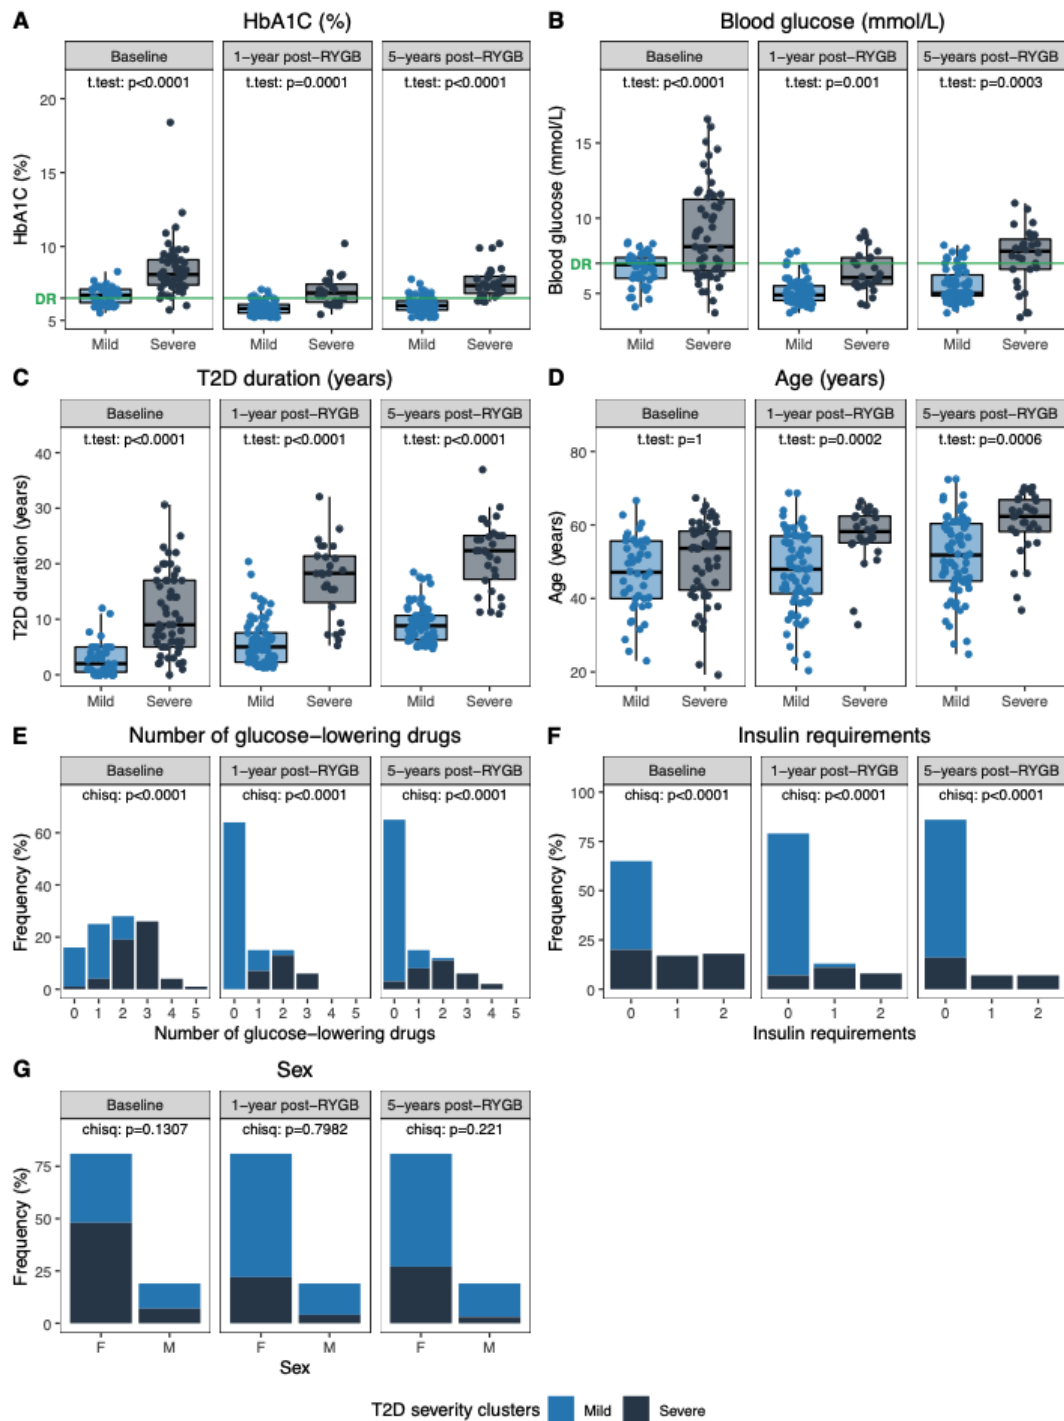 A HbA1C (%)
Baseline 1−year post−RYGB 5−years post−RYGB
t.test: p<0.0001 t.test: p=0.0001 t.test: p<0.0001
HbA1C (%)
20
15
10
DR
5
Mild Severe Mild Severe Mild Severe
B Blood glucose (mmol/L)
Baseline 1−year post−RYGB 5−years post−RYGB
t.test: p<0.0001 t.test: p=0.001 t.test: p=0.0003
Blood glucose (mmol/L)
15
10
DR
5
Mild Severe Mild Severe Mild Severe
C T2D duration (years)
Baseline 1−year post−RYGB 5−years post−RYGB
t.test: p<0.0001 t.test: p<0.0001 t.test: p<0.0001
T2D duration (years)
40
30
20
10
0
Mild Severe Mild Severe Mild Severe
D Age (years)
Baseline 1−year post−RYGB 5−years post−RYGB
t.test: p=1 t.test: p=0.0002 t.test: p=0.0006
Age (years)
80
60
40
20
Mild Severe Mild Severe Mild Severe
E Number of glucose−lowering drugs
Baseline 1−year post−RYGB 5−years post−RYGB
chisq: p<0.0001 chisq: p<0.0001 chisq: p<0.0001
Frequency (%)
60
40
20
0
0 1 2 3 4 5 0 1 2 3 4 5 0 1 2 3 4 5
Number of glucose−lowering drugs
F Insulin requirements
Baseline 1−year post−RYGB 5−years post−RYGB
chisq: p<0.0001 chisq: p<0.0001 chisq: p<0.0001
Frequency (%)
100
75
50
25
0
0 1 2 0 1 2 0 1 2
Insulin requirements
G Sex
Baseline 1−year post−RYGB 5−years post−RYGB
chisq: p=0.1307 chisq: p=0.7982 chisq: p=0.221
Frequency (%)
75
50
25
0
F M F M F M
Sex
T2D severity clusters Mild Severe